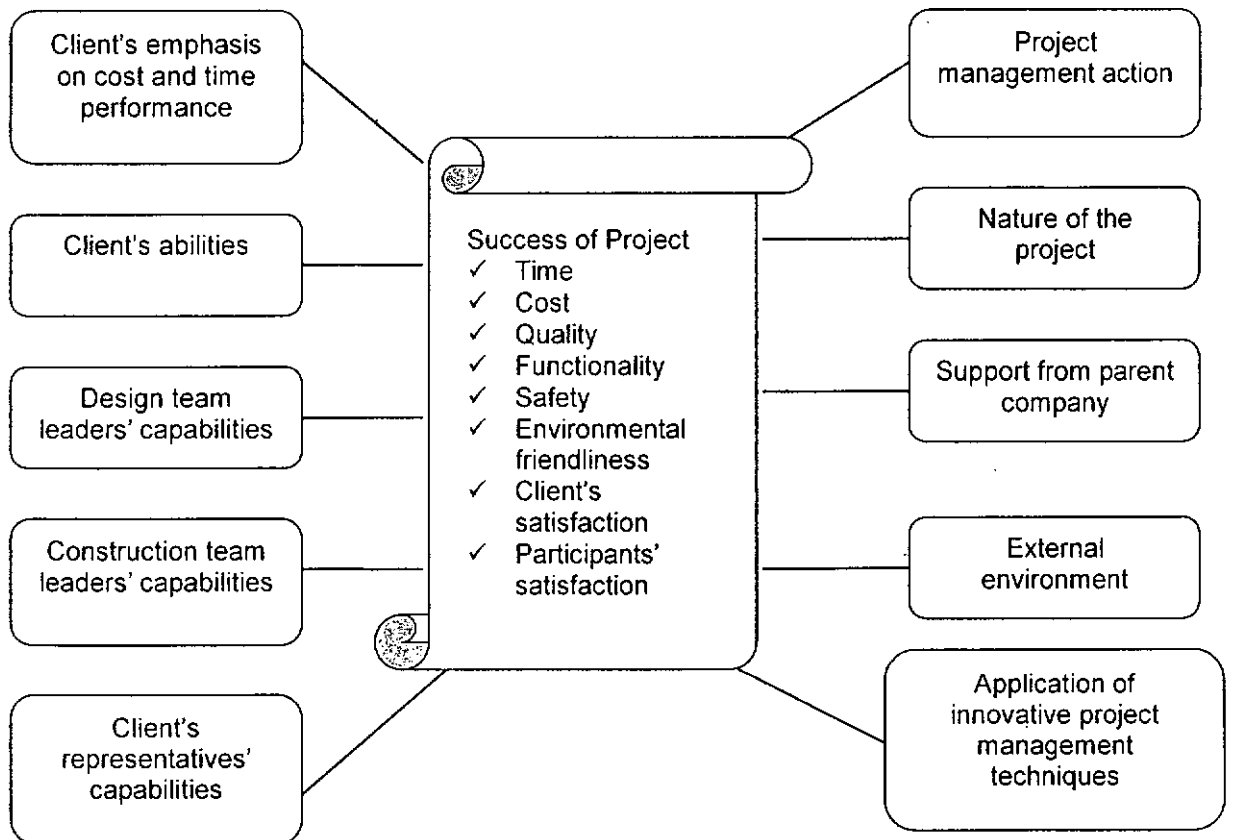 Client's emphasis
on cost and time
performance
Client's abilities
Design team
leaders' capabilities
Construction team
leaders' capabilities
Client's
representatives'
capabilities
Success of Project
✓ Time
✓ Cost
✓ Quality
✓ Functionality
✓ Safety
✓ Environmental
friendliness
✓ Client's
satisfaction
✓ Participants'
satisfaction
Project
management action
Nature of the
project
Support from parent
company
External
environment
Application of
innovative project
management
techniques